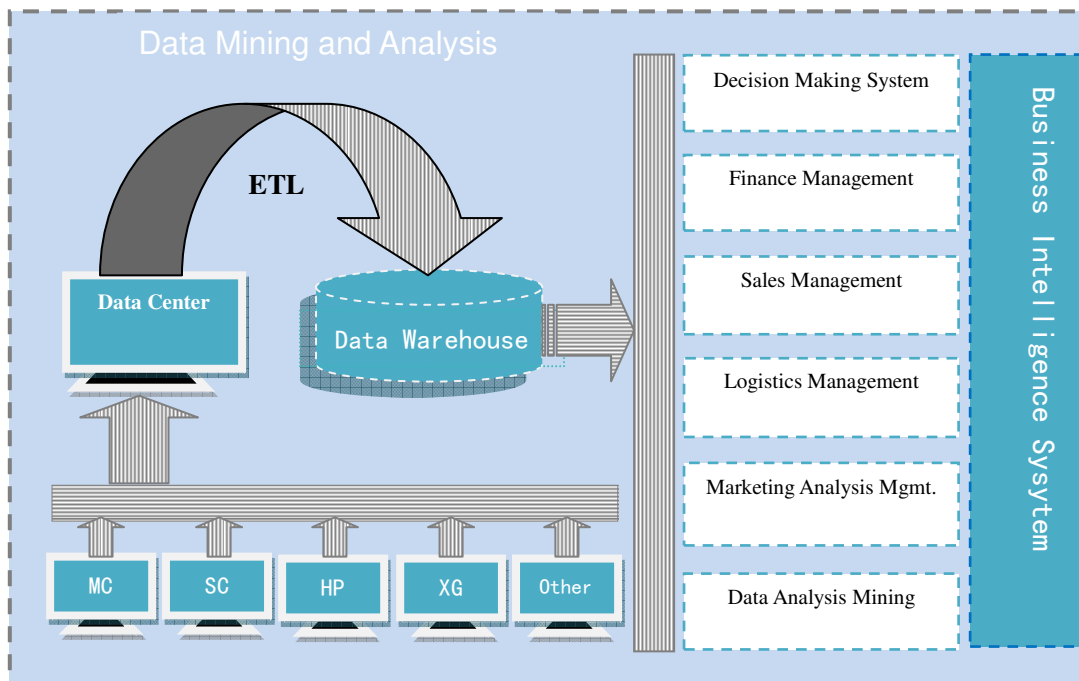 Data Mining and Analysis
ETL
Data Center
Data Warehouse
MC
SC
HP
XG
Other
Decision Making System
Finance Management
Sales Management
Logistics Management
Marketing Analysis Mgmt.
Data Analysis Mining
Business Intelligence Sysytem